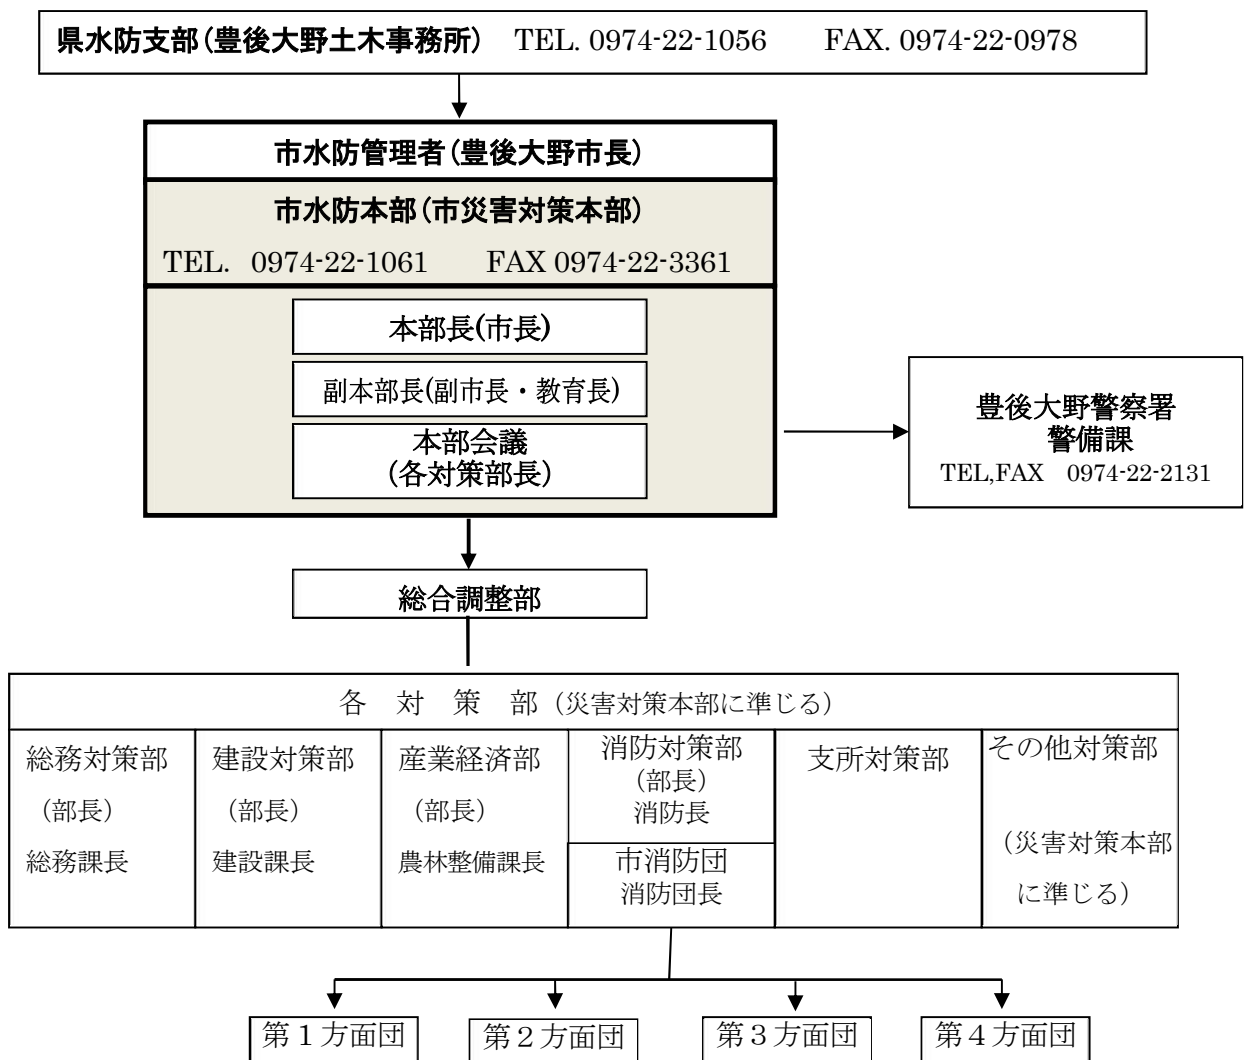 県水防支部(豊後大野土木事務所) TEL. 0974-22-1056 FAX. 0974-22-0978
市水防管理者(豊後大野市長)
市水防本部(市災害対策本部)
TEL. 0974-22-1061 FAX 0974-22-3361
本部長(市長)
副本部長(副市長・教育長)
本部会議
(各対策部長)
豊後大野警察署
警備課
TEL,FAX 0974-22-2131
総合調整部
各 対 策 部(災害対策本部に準じる)
総務対策部
(部長)
総務課長
建設対策部
(部長)
建設課長
産業経済部
(部長)
農林整備課長
消防対策部
(部長)
消防長
市消防団
消防団長
支所対策部
その他対策部
(災害対策本部
に準じる)
第1方面団
第2方面団
第3方面団
第4方面団